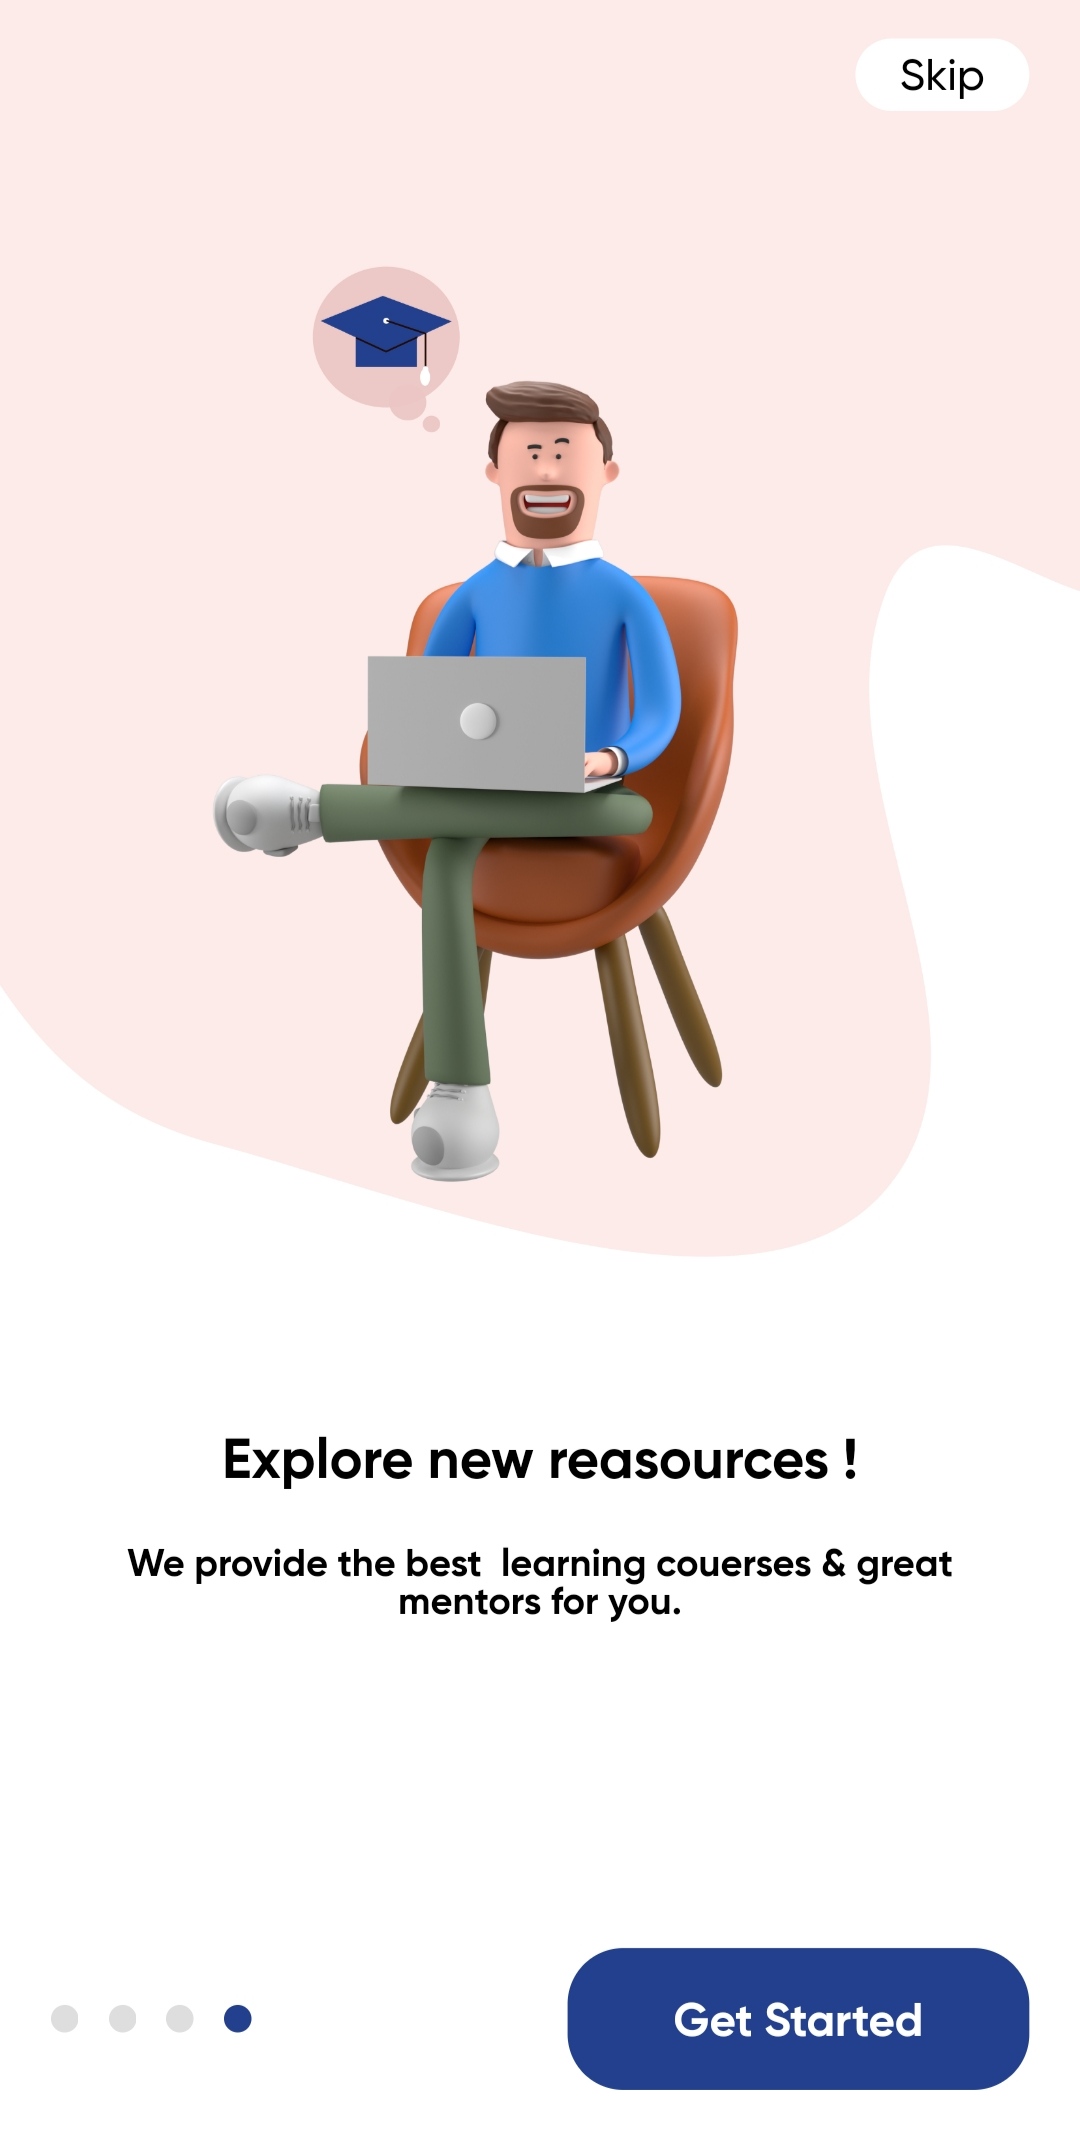 Skip
Explore new reasources !
We provide the best  learning couerses & great
mentors for you.
Get Started